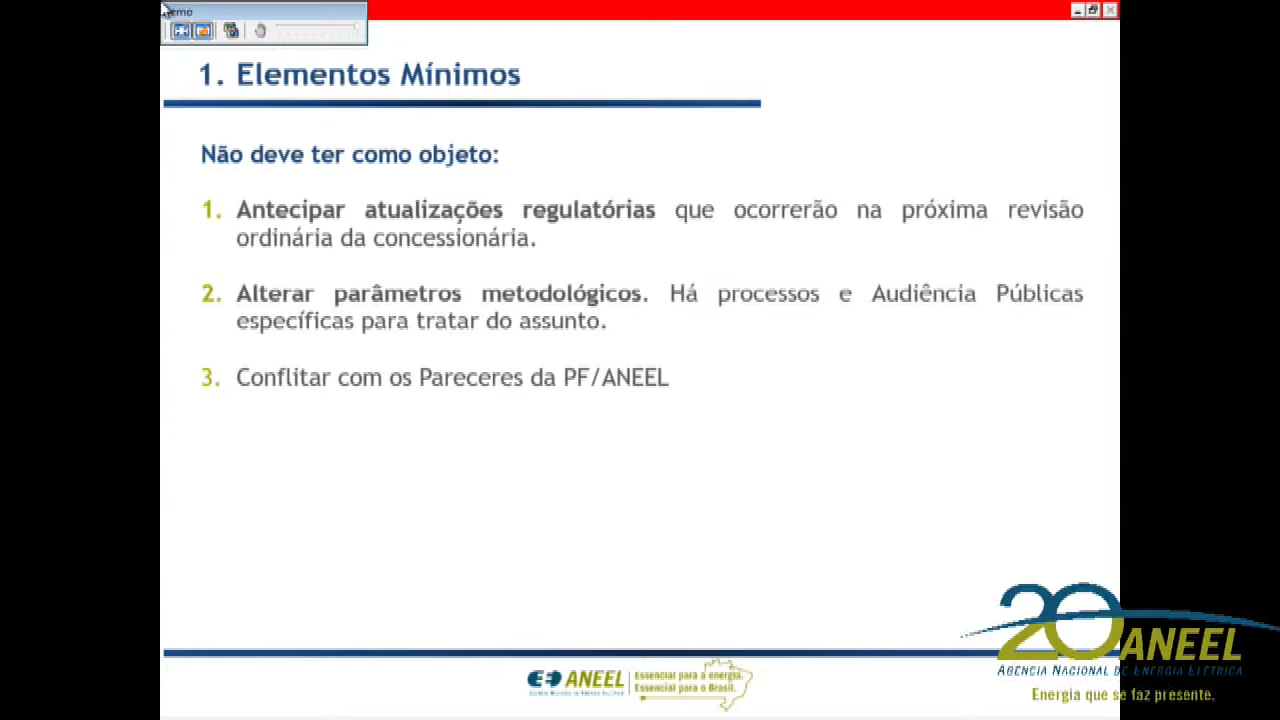 emo
1. Elementos Mínimos
Não deve ter como objeto:
1. Antecipar atualizações regulatórias que ocorrerão na próxima revisão
ordinária da concessionária.
2. Alterar parâmetros metodológicos. Há processos e Audiência Públicas
específicas para tratar do assunto.
3. Conflitar com os Pareceres da PF/ANEEL
ANEEL
Essencial para a energia.
Essencial para o Brasil.
20 ANEEL
AGENCIA NACIONAL DE ENERGIA ELÉTRICA
Energia que se faz presente.